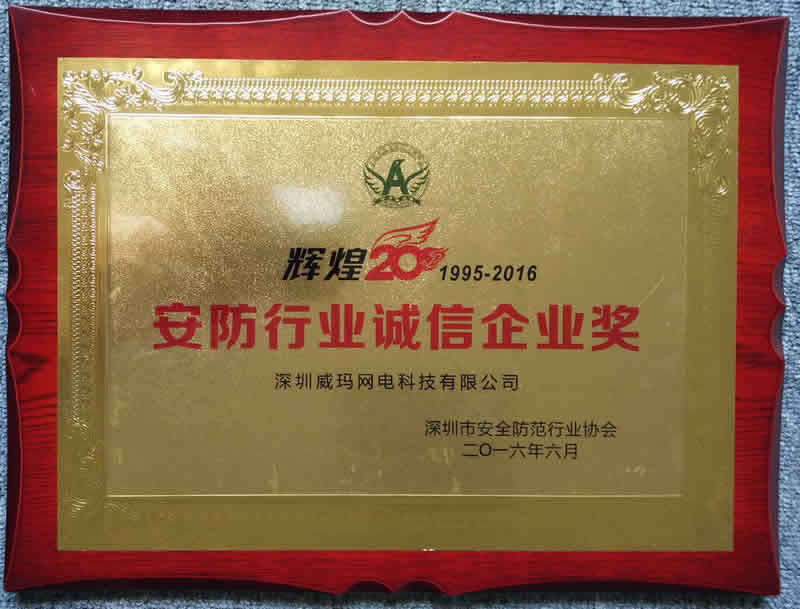 辉煌20 1995-2016
安防行业诚信企业奖
深圳威玛网电科技有限公司
深圳市安全防范行业协会
二〇一六年六月